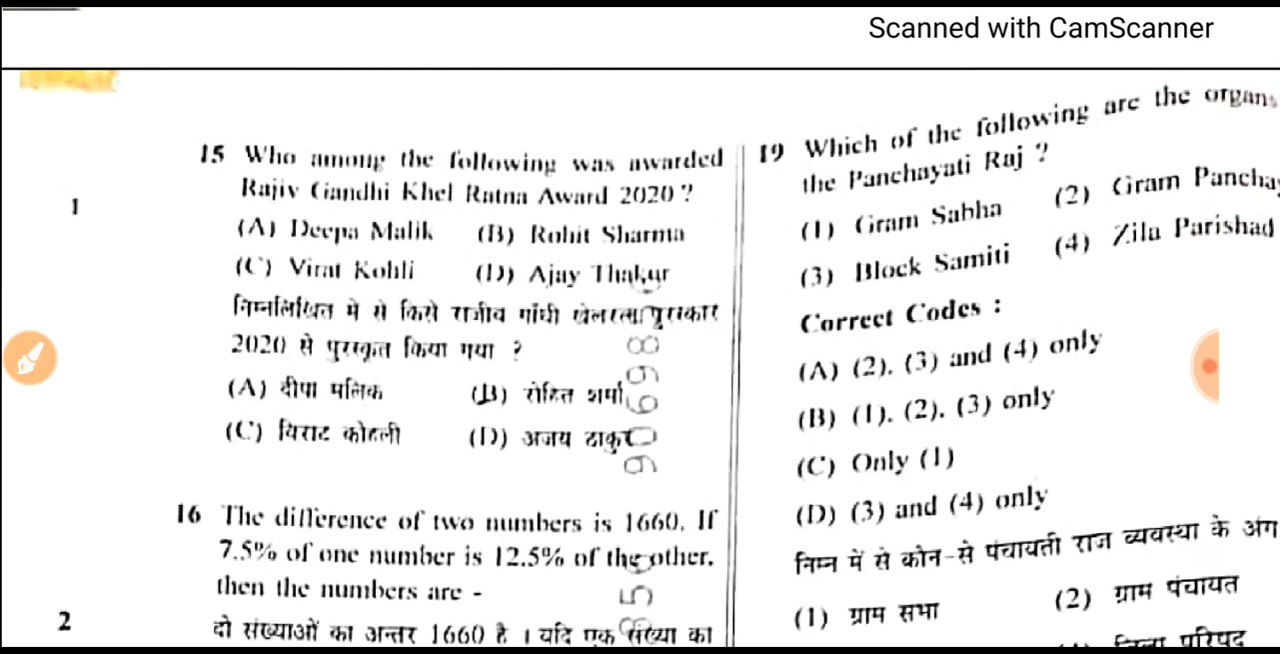 Scanned with CamScanner
1
15 Who among the following was awarded
Rajiv Gandhi Khel Ratna Award 2020 ?
(A) Deepa Malik (B) Rohit Sharma
(C) Virat Kohli (D) Ajay Thakur
निम्नलिखित में से किसे राजीव गाँधी खेलरत्न पुरस्कार
2020 से पुरस्कृत किया गया ?
(A) दीपा मलिक (B) रोहित शर्मा
(C) विराट कोहली (D) अजय ठाकुर
16 The difference of two numbers is 1660. If
7.5% of one number is 12.5% of the other,
then the numbers are -
2
दो संख्याओं का अन्तर 1660 है । यदि एक संख्या का
19 Which of the following are the organs
the Panchayati Raj ?
(1) Gram Sabha (2) Gram Panchay
(3) Block Samiti (4) Zila Parishad
Correct Codes :
(A) (2), (3) and (4) only
(B) (1), (2), (3) only
(C) Only (1)
(D) (3) and (4) only
निम्न में से कौन-से पंचायती राज व्यवस्था के अंग
(1) ग्राम सभा (2) ग्राम पंचायत
जिला परिषद